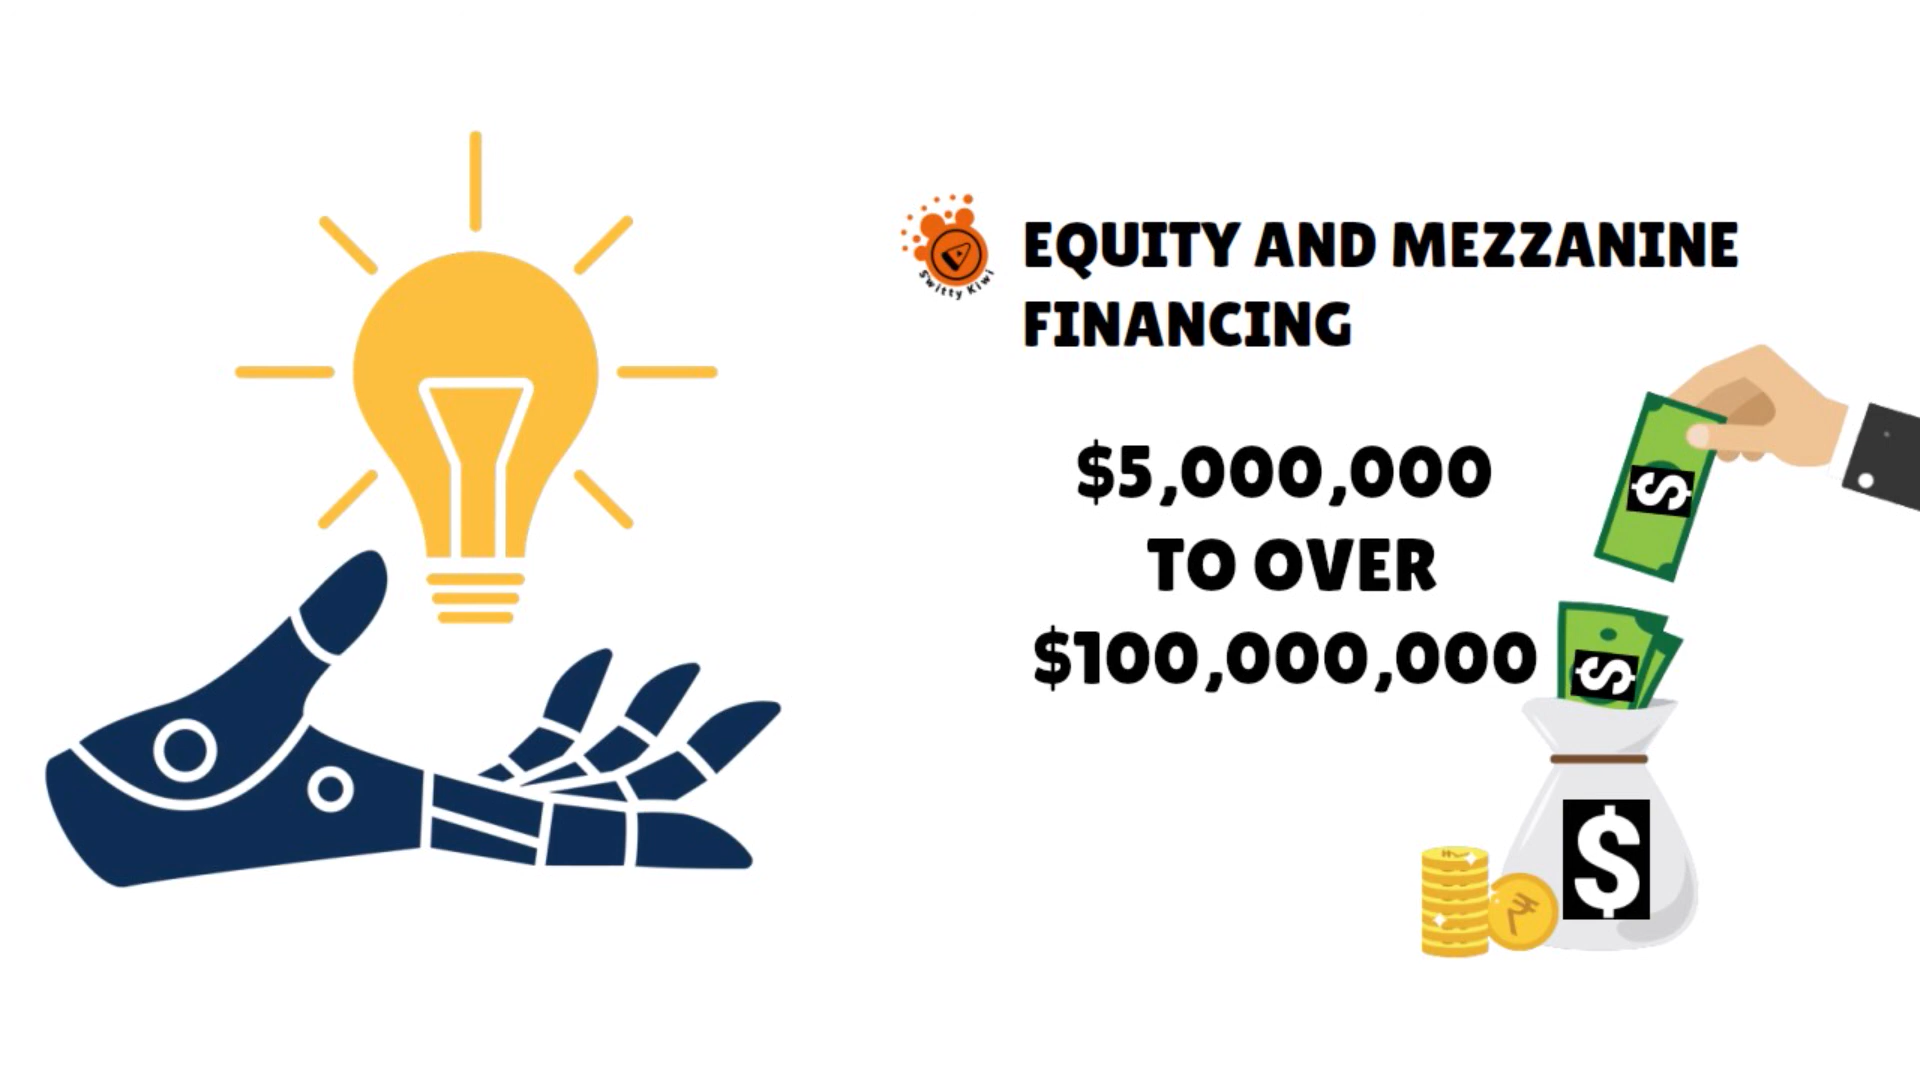 EQUITY AND MEZZANINE
FINANCING
Switty Kiwi
$5,000,000
TO OVER
$100,000,000
$
$
$
₹